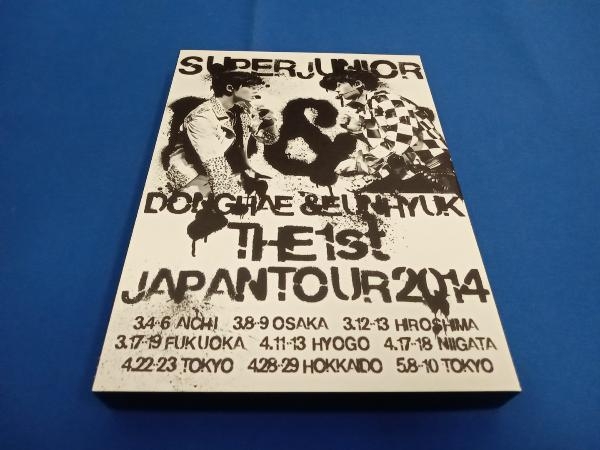 SUPERJUNIOR
D&E
DONGHAE & EUNHYUK
THE 1st
JAPAN TOUR 2014
3.4-6 AICHI 3.8-9 OSAKA 3.12-13 HIROSHIMA
3.17-19 FUKUOKA 4.11-13 HYOGO 4.17-18 NIIGATA
4.22-23 TOKYO 4.28-29 HOKKAIDO 5.8-10 TOKYO